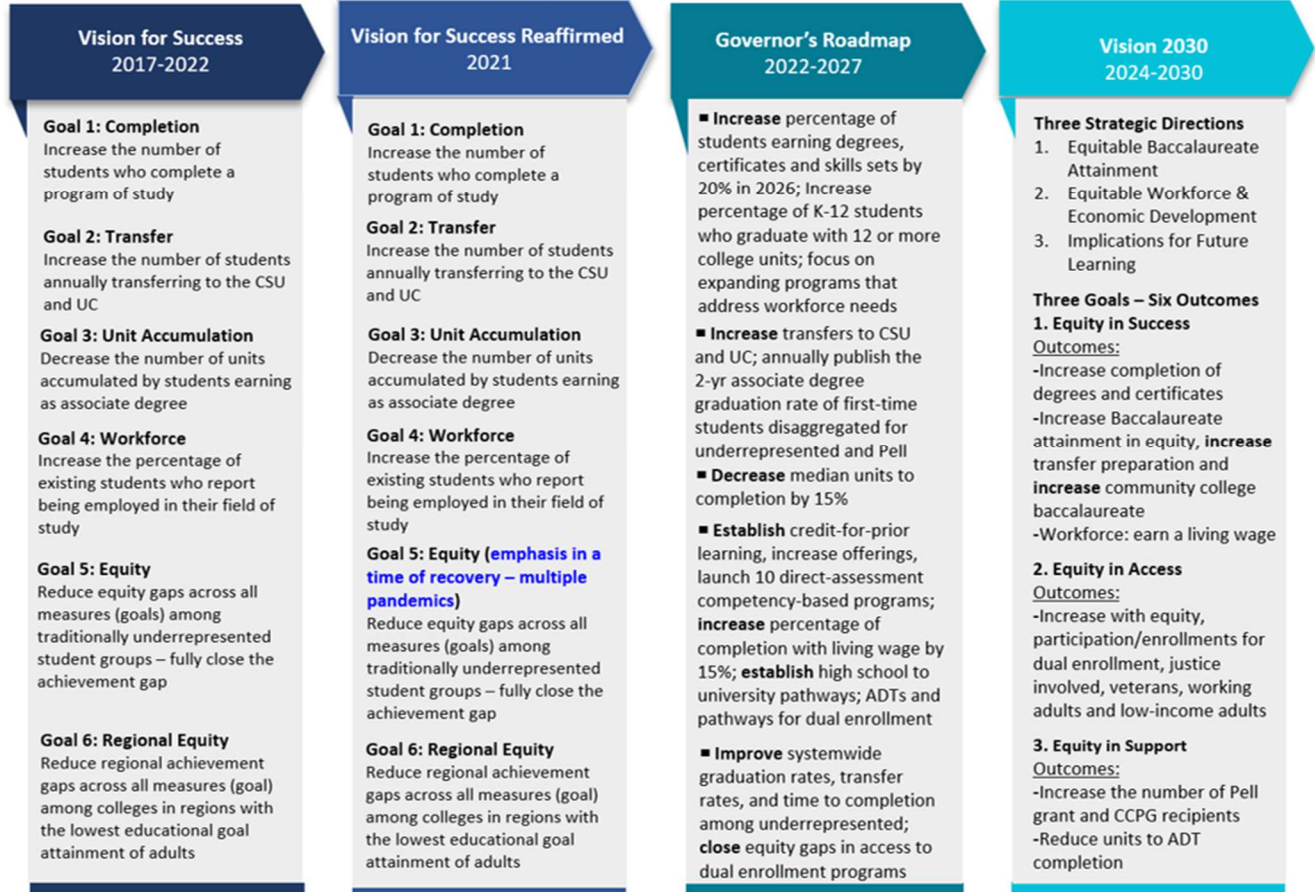 Vision for Success
2017-2022
Goal 1: Completion
Increase the number of
students who complete a
program of study
Goal 2: Transfer
Increase the number of students
annually transferring to the CSU
and UC
Goal 3: Unit Accumulation
Decrease the number of units
accumulated by students earning
as associate degree
Goal 4: Workforce
Increase the percentage of
existing students who report
being employed in their field of
study
Goal 5: Equity
Reduce equity gaps across all
measures (goals) among
traditionally underrepresented
student groups – fully close the
achievement gap
Goal 6: Regional Equity
Reduce regional achievement
gaps across all measures (goal)
among colleges in regions with
the lowest educational goal
attainment of adults
Vision for Success Reaffirmed
2021
Goal 1: Completion
Increase the number of
students who complete a
program of study
Goal 2: Transfer
Increase the number of students
annually transferring to the CSU
and UC
Goal 3: Unit Accumulation
Decrease the number of units
accumulated by students earning
as associate degree
Goal 4: Workforce
Increase the percentage of
existing students who report
being employed in their field of
study
Goal 5: Equity (emphasis in a
time of recovery – multiple
pandemics)
Reduce equity gaps across all
measures (goals) among
traditionally underrepresented
student groups – fully close the
achievement gap
Goal 6: Regional Equity
Reduce regional achievement
gaps across all measures (goal)
among colleges in regions with
the lowest educational goal
attainment of adults
Governor's Roadmap
2022-2027
▪ Increase percentage of
students earning degrees,
certificates and skills sets by
20% in 2026; Increase
percentage of K-12 students
who graduate with 12 or more
college units; focus on
expanding programs that
address workforce needs
▪ Increase transfers to CSU
and UC; annually publish the
2-yr associate degree
graduation rate of first-time
students disaggregated for
underrepresented and Pell
▪ Decrease median units to
completion by 15%
▪ Establish credit-for-prior
learning, increase offerings,
launch 10 direct-assessment
competency-based programs;
increase percentage of
completion with living wage by
15%; establish high school to
university pathways; ADTs and
pathways for dual enrollment
▪ Improve systemwide
graduation rates, transfer
rates, and time to completion
among underrepresented;
close equity gaps in access to
dual enrollment programs
Vision 2030
2024-2030
Three Strategic Directions
1. Equitable Baccalaureate
Attainment
2. Equitable Workforce &
Economic Development
3. Implications for Future
Learning
Three Goals – Six Outcomes
1. Equity in Success
Outcomes:
-Increase completion of
degrees and certificates
-Increase Baccalaureate
attainment in equity, increase
transfer preparation and
increase community college
baccalaureate
-Workforce: earn a living wage
2. Equity in Access
Outcomes:
-Increase with equity,
participation/enrollments for
dual enrollment, justice
involved, veterans, working
adults and low-income adults
3. Equity in Support
Outcomes:
-Increase the number of Pell
grant and CCPG recipients
-Reduce units to ADT
completion